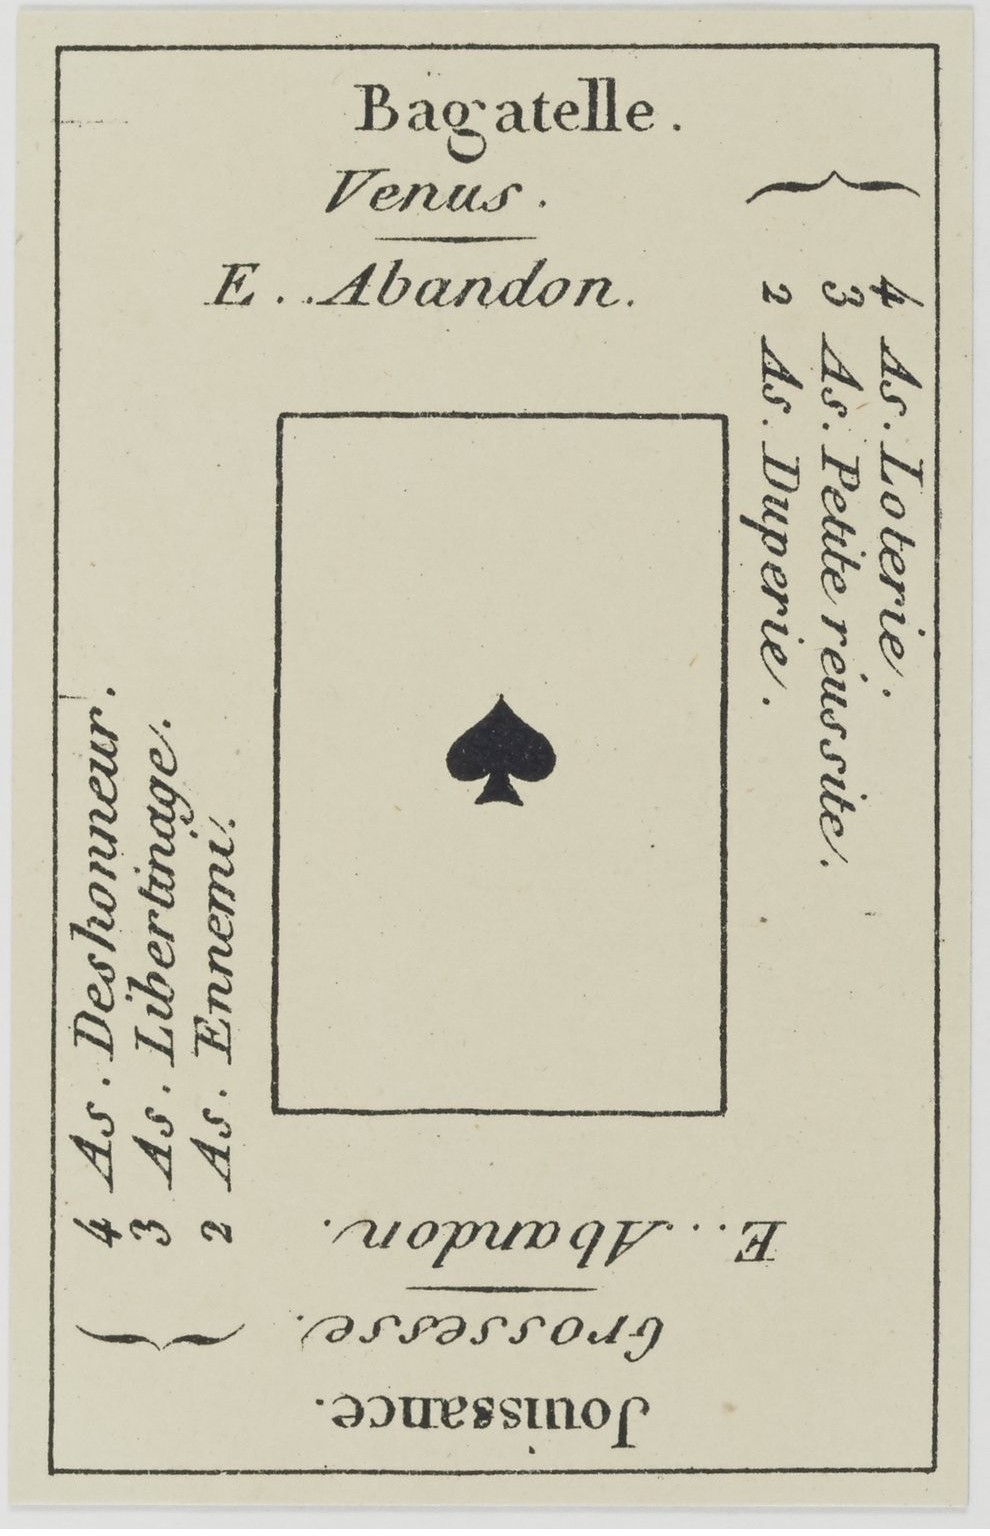 Bagatelle.
Venus.
E...Abandon.
4 As. Loterie.
3 As. Petite réussite.
2 As. Duperie.
Jouissance.
Grossesse.
E...Abandon.
4 As. Deshonneur.
3 As. Libertinage.
2 As. Ennemi.